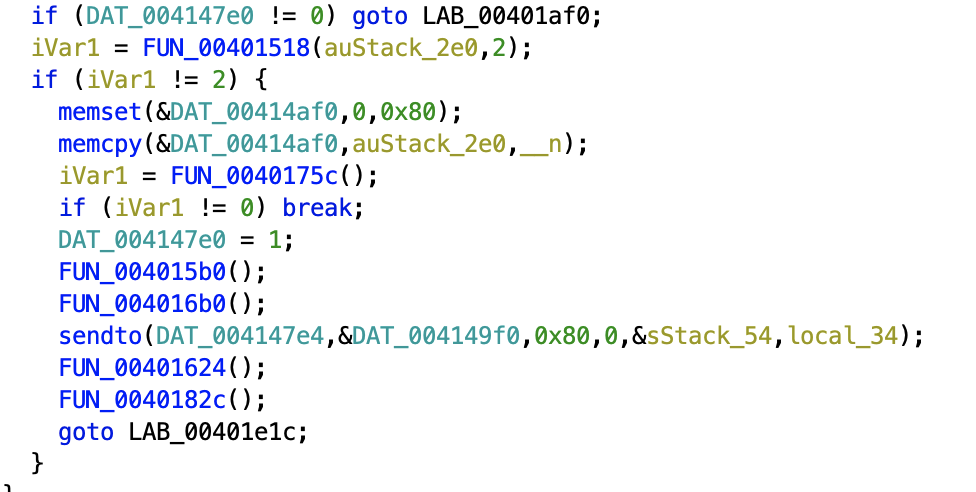 if (DAT_004147e0 != 0) goto LAB_00401af0;
iVar1 = FUN_00401518(auStack_2e0,2);
if (iVar1 != 2) {
memset(&DAT_00414af0,0,0x80);
memcpy(&DAT_00414af0,auStack_2e0,__n);
iVar1 = FUN_0040175c();
if (iVar1 != 0) break;
DAT_004147e0 = 1;
FUN_004015b0();
FUN_004016b0();
sendto(DAT_004147e4,&DAT_004149f0,0x80,0,&sStack_54,local_34);
FUN_00401624();
FUN_0040182c();
goto LAB_00401e1c;
}
}